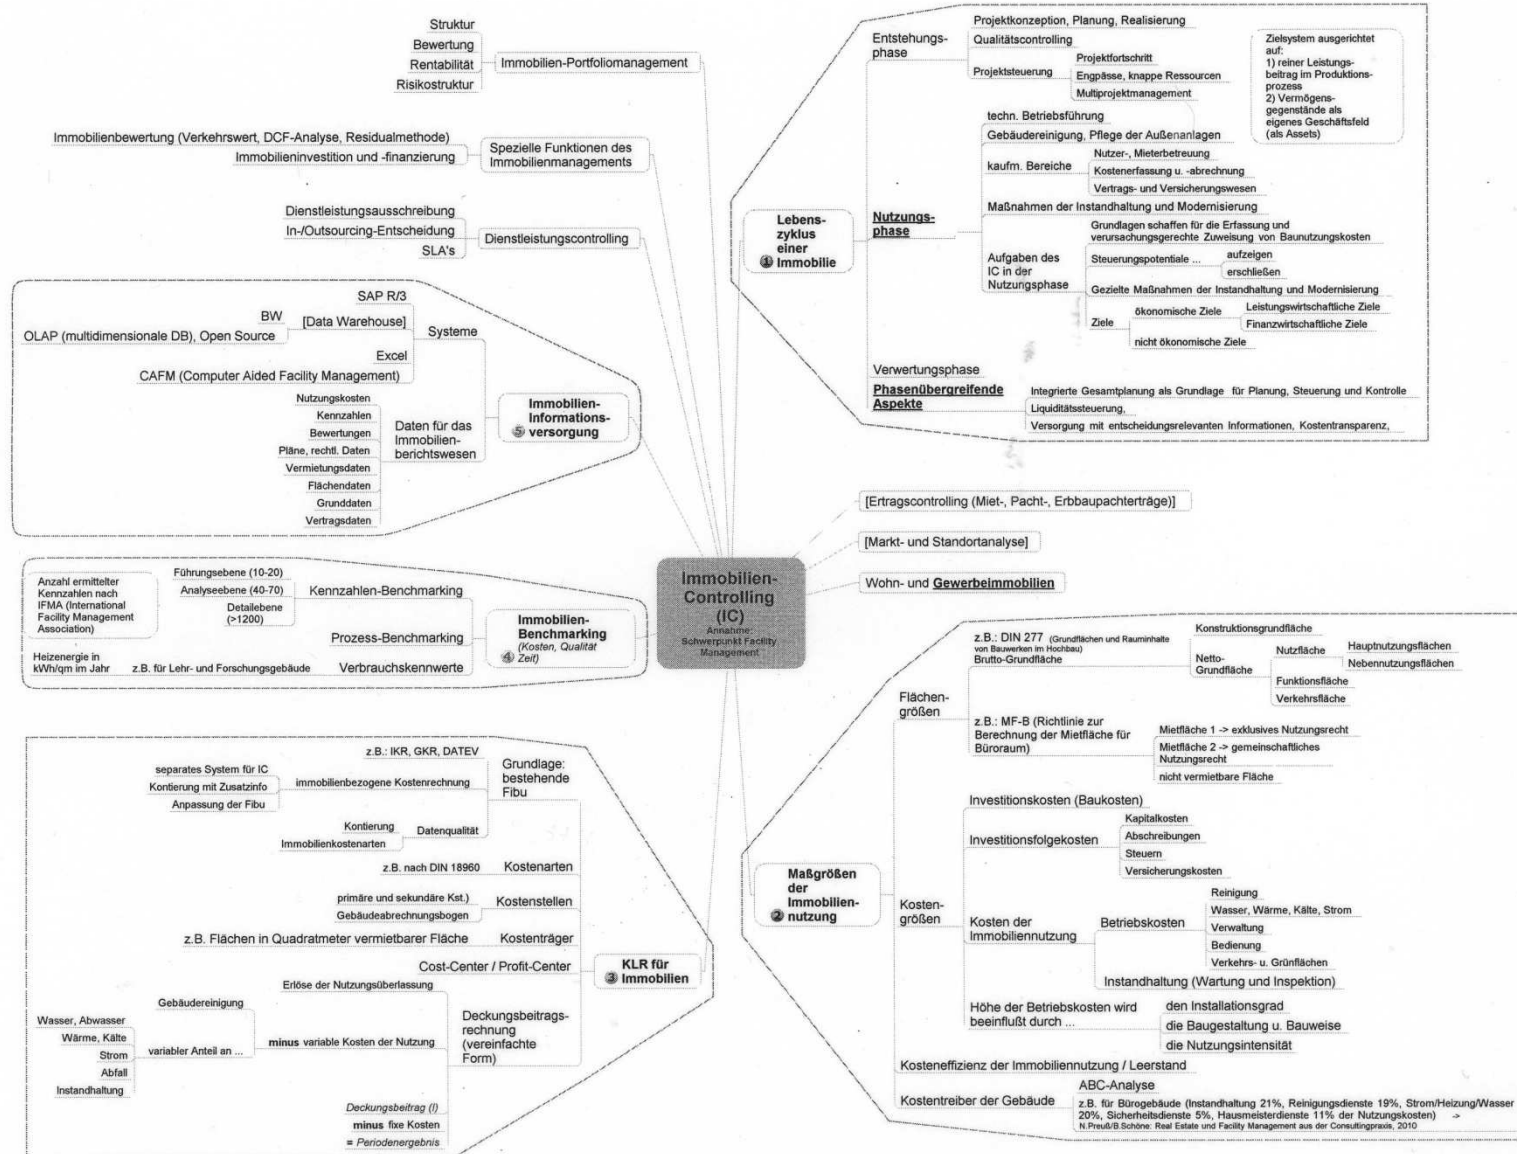 Struktur
Bewertung
Rentabilität
Risikostruktur
Immobilien-Portfoliomanagement
Immobilienbewertung (Verkehrswert, DCF-Analyse, Residualmethode)
Immobilieninvestition und -finanzierung
Spezielle Funktionen des
Immobilienmanagements
Dienstleistungsausschreibung
In-/Outsourcing-Entscheidung
SLA's
Dienstleistungscontrolling
SAP R/3
BW
OLAP (multidimensionale DB), Open Source
[Data Warehouse]
Excel
CAFM (Computer Aided Facility Management)
Systeme
Nutzungskosten
Kennzahlen
Bewertungen
Pläne, rechtl. Daten
Vermietungsdaten
Flächendaten
Grunddaten
Vertragsdaten
Daten für das
Immobilien-
berichtswesen
Immobilien-
Informations-
5 versorgung
Anzahl ermittelter
Kennzahlen nach
IFMA (International
Facility Management
Association)
Führungsebene (10-20)
Analyseebene (40-70)
Detailebene
(>1200)
Kennzahlen-Benchmarking
Prozess-Benchmarking
Heizenergie in
kWh/qm im Jahr
z.B. für Lehr- und Forschungsgebäude
Verbrauchskennwerte
Immobilien-
Benchmarking
(Kosten, Qualität
4 Zeit)
z.B.: IKR, GKR, DATEV
separates System für IC
Kontierung mit Zusatzinfo
Anpassung der Fibu
immobilienbezogene Kostenrechnung
Kontierung
Immobilienkostenarten
Datenqualität
Grundlage:
bestehende
Fibu
z.B. nach DIN 18960
Kostenarten
primäre und sekundäre Kst.)
Gebäudeabrechnungsbogen
Kostenstellen
z.B. Flächen in Quadratmeter vermietbarer Fläche
Kostenträger
Cost-Center / Profit-Center
Erlöse der Nutzungsüberlassung
Gebäudereinigung
Wasser, Abwasser
Wärme, Kälte
Strom
Abfall
Instandhaltung
variabler Anteil an ...
minus variable Kosten der Nutzung
Deckungsbeitrag (I)
minus fixe Kosten
= Periodenergebnis
Deckungsbeitrags-
rechnung
(vereinfachte
Form)
KLR für
3 Immobilien
Immobilien-
Controlling
(IC)
Annahme:
Schwerpunkt Facility
Management
Lebens-
zyklus
einer
1 Immobilie
Entstehungs-
phase
Projektkonzeption, Planung, Realisierung
Qualitätscontrolling
Projektsteuerung
Projektfortschritt
Engpässe, knappe Ressourcen
Multiprojektmanagement
Zielsystem ausgerichtet
auf:
1) reiner Leistungs-
beitrag im Produktions-
prozess
2) Vermögens-
gegenstände als
eigenes Geschäftsfeld
(als Assets)
Nutzungs-
phase
techn. Betriebsführung
Gebäudereinigung, Pflege der Außenanlagen
kaufm. Bereiche
Nutzer-, Mieterbetreuung
Kostenerfassung u. -abrechnung
Vertrags- und Versicherungswesen
Maßnahmen der Instandhaltung und Modernisierung
Aufgaben des
IC in der
Nutzungsphase
Grundlagen schaffen für die Erfassung und
verursachungsgerechte Zuweisung von Baunutzungskosten
Steuerungspotentiale ...
aufzeigen
erschließen
Gezielte Maßnahmen der Instandhaltung und Modernisierung
Ziele
ökonomische Ziele
Leistungswirtschaftliche Ziele
Finanzwirtschaftliche Ziele
nicht ökonomische Ziele
Verwertungsphase
Phasenübergreifende
Aspekte
Integrierte Gesamtplanung als Grundlage für Planung, Steuerung und Kontrolle
Liquiditätssteuerung,
Versorgung mit entscheidungsrelevanten Informationen, Kostentransparenz,
[Ertragscontrolling (Miet-, Pacht-, Erbbaupachterträge)]
[Markt- und Standortanalyse]
Wohn- und Gewerbeimmobilien
Maßgrößen
der
Immobilien-
2 nutzung
Flächen-
größen
z.B.: DIN 277 (Grundflächen und Rauminhalte
von Bauwerken im Hochbau)
Brutto-Grundfläche
Konstruktionsgrundfläche
Netto-
Grundfläche
Nutzfläche
Hauptnutzungsflächen
Nebennutzungsflächen
Funktionsfläche
Verkehrsfläche
z.B.: MF-B (Richtlinie zur
Berechnung der Mietfläche für
Büroraum)
Mietfläche 1 -> exklusives Nutzungsrecht
Mietfläche 2 -> gemeinschaftliches
Nutzungsrecht
nicht vermietbare Fläche
Kosten-
größen
Investitionskosten (Baukosten)
Investitionsfolgekosten
Kapitalkosten
Abschreibungen
Steuern
Versicherungskosten
Kosten der
Immobiliennutzung
Betriebskosten
Reinigung
Wasser, Wärme, Kälte, Strom
Verwaltung
Bedienung
Verkehrs- u. Grünflächen
Instandhaltung (Wartung und Inspektion)
Höhe der Betriebskosten wird
beeinflußt durch ...
den Installationsgrad
die Baugestaltung u. Bauweise
die Nutzungsintensität
Kosteneffizienz der Immobiliennutzung / Leerstand
Kostentreiber der Gebäude
ABC-Analyse
z.B. für Bürogebäude (Instandhaltung 21%, Reinigungsdienste 19%, Strom/Heizung/Wasser
20%, Sicherheitsdienste 5%, Hausmeisterdienste 11% der Nutzungskosten) ->
N.Preuß/B.Schöne: Real Estate und Facility Management aus der Consultingpraxis, 2010